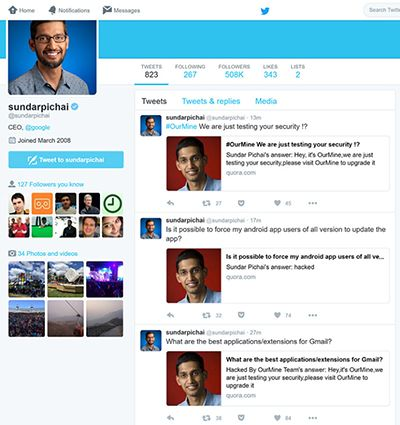 Home
Notifications
Messages
Search Twitte
TWEETS FOLLOWING FOLLOWERS LIKES LISTS
823 267 508K 343 2
sundarpichai
@sundarpichai
CEO, @google
Joined March 2008
Tweet to sundarpichai
127 Followers you know
34 Photos and videos
Tweets Tweets & replies Media
sundarpichai @sundarpichai · 13m
#OurMine We are just testing your security !?
#OurMine We are just testing your security !?
Sundar Pichai's answer: Hey, it's OurMine,we are
just testing your security,please visit OurMine to
upgrade it
quora.com
27 45
sundarpichai @sundarpichai · 17m
Is it possible to force my android app users of all version to update the
app?
Is it possible to force my android app users of all ve...
Sundar Pichai's answer: hacked
quora.com
32 74
sundarpichai @sundarpichai · 27m
What are the best applications/extensions for Gmail?
What are the best applications/extensions for Gmail?
Hacked By OurMine Team's answer: Hey,it's OurMine,we
are just testing your security,please visit OurMine to
upgrade it
quora.com
38 84